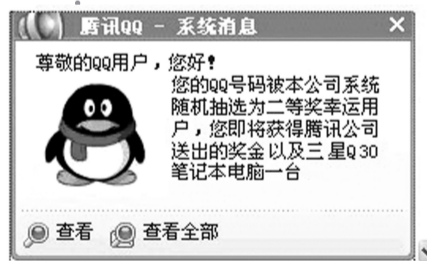 腾讯QQ - 系统消息
尊敬的QQ用户，您好！
您的QQ号码被本公司系统
随机抽选为二等奖幸运用
户，您即将获得腾讯公司
送出的奖金以及三星Q30
笔记本电脑一台
查看 查看全部